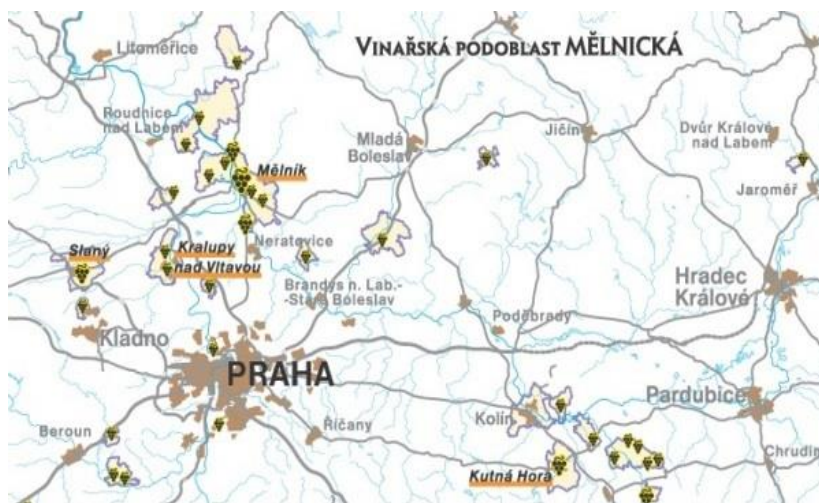 VINAŘSKÁ PODOBLAST MĚLNICKÁ
Litoměřice
Roudnice
nad Labem
Mladá
Boleslav
Jičín
Dvůr Králové
nad Labem
Jaroměř
Mělník
Slaný
Kralupy
nad Vltavou
Neratovice
Brandýs n. Lab.-
-Stará Boleslav
Poděbrady
Hradec
Králové
Kladno
PRAHA
Říčany
Beroun
Kolín
Pardubice
Kutná Hora
Chrudim